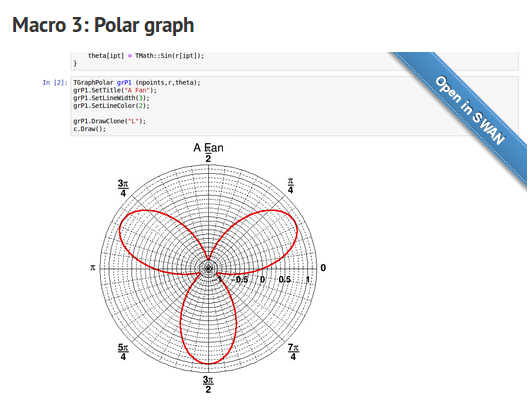 Macro 3: Polar graph
theta[ipt] = TMath::Sin(r[ipt]);
}
In [2]:
TGraphPolar grP1 (npoints,r,theta);
grP1.SetTitle("A Fan");
grP1.SetLineWidth(3);
grP1.SetLineColor(2);
grP1.DrawClone("L");
c.Draw();
Open in SWAN
A Fan
π/2
3π/4
π/4
π
-1 -0.5 0 0.5 1
0
5π/4
7π/4
3π/2